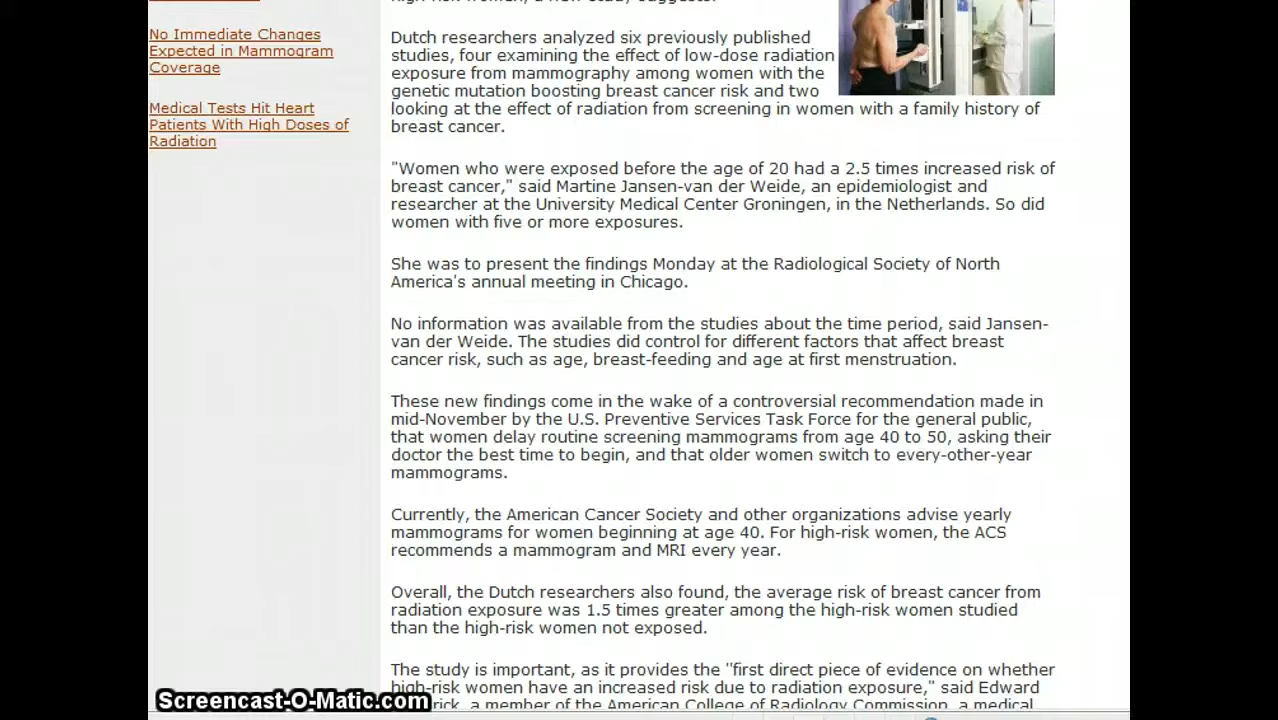 No Immediate Changes
Expected in Mammogram
Coverage
Medical Tests Hit Heart
Patients With High Doses of
Radiation
high-risk women, a new study suggests.
Dutch researchers analyzed six previously published
studies, four examining the effect of low-dose radiation
exposure from mammography among women with the
genetic mutation boosting breast cancer risk and two
looking at the effect of radiation from screening in women with a family history of
breast cancer.
"Women who were exposed before the age of 20 had a 2.5 times increased risk of
breast cancer," said Martine Jansen-van der Weide, an epidemiologist and
researcher at the University Medical Center Groningen, in the Netherlands. So did
women with five or more exposures.
She was to present the findings Monday at the Radiological Society of North
America's annual meeting in Chicago.
No information was available from the studies about the time period, said Jansen-
van der Weide. The studies did control for different factors that affect breast
cancer risk, such as age, breast-feeding and age at first menstruation.
These new findings come in the wake of a controversial recommendation made in
mid-November by the U.S. Preventive Services Task Force for the general public,
that women delay routine screening mammograms from age 40 to 50, asking their
doctor the best time to begin, and that older women switch to every-other-year
mammograms.
Currently, the American Cancer Society and other organizations advise yearly
mammograms for women beginning at age 40. For high-risk women, the ACS
recommends a mammogram and MRI every year.
Overall, the Dutch researchers also found, the average risk of breast cancer from
radiation exposure was 1.5 times greater among the high-risk women studied
than the high-risk women not exposed.
The study is important, as it provides the "first direct piece of evidence on whether
high-risk women have an increased risk due to radiation exposure," said Edward
a member of the American College of Radiology Commission, a medical
Screencast-O-Matic.com